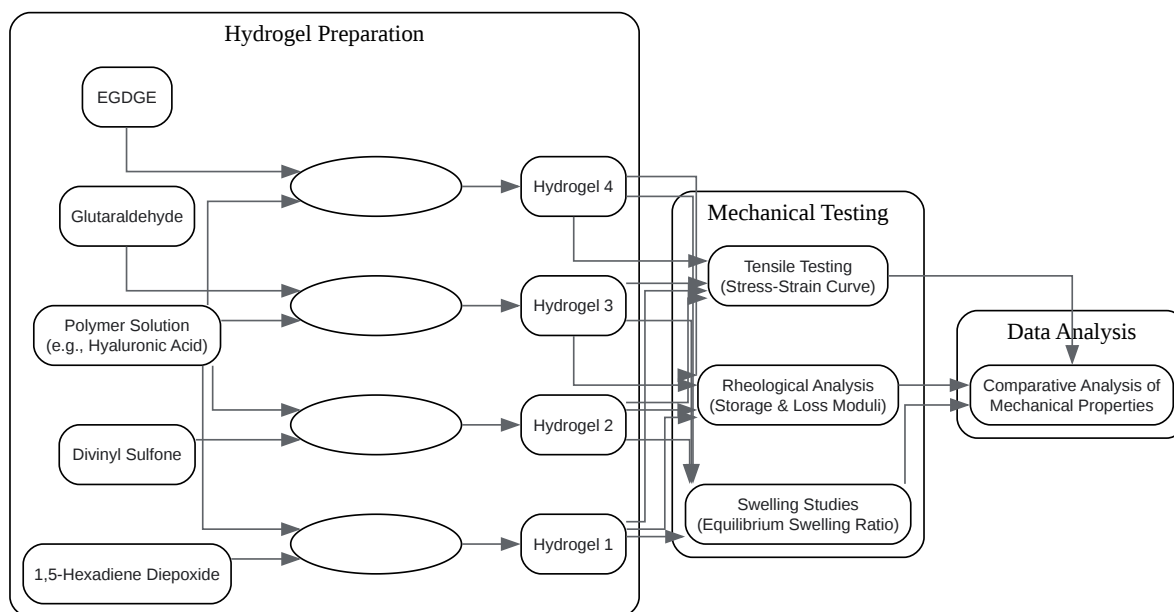 Hydrogel Preparation
EGDGE
Glutaraldehyde
Polymer Solution
(e.g., Hyaluronic Acid)
Divinyl Sulfone
1,5-Hexadiene Diepoxide
Hydrogel 4
Hydrogel 3
Hydrogel 2
Hydrogel 1
Mechanical Testing
Tensile Testing
(Stress-Strain Curve)
Rheological Analysis
(Storage & Loss Moduli)
Swelling Studies
(Equilibrium Swelling Ratio)
Data Analysis
Comparative Analysis of
Mechanical Properties